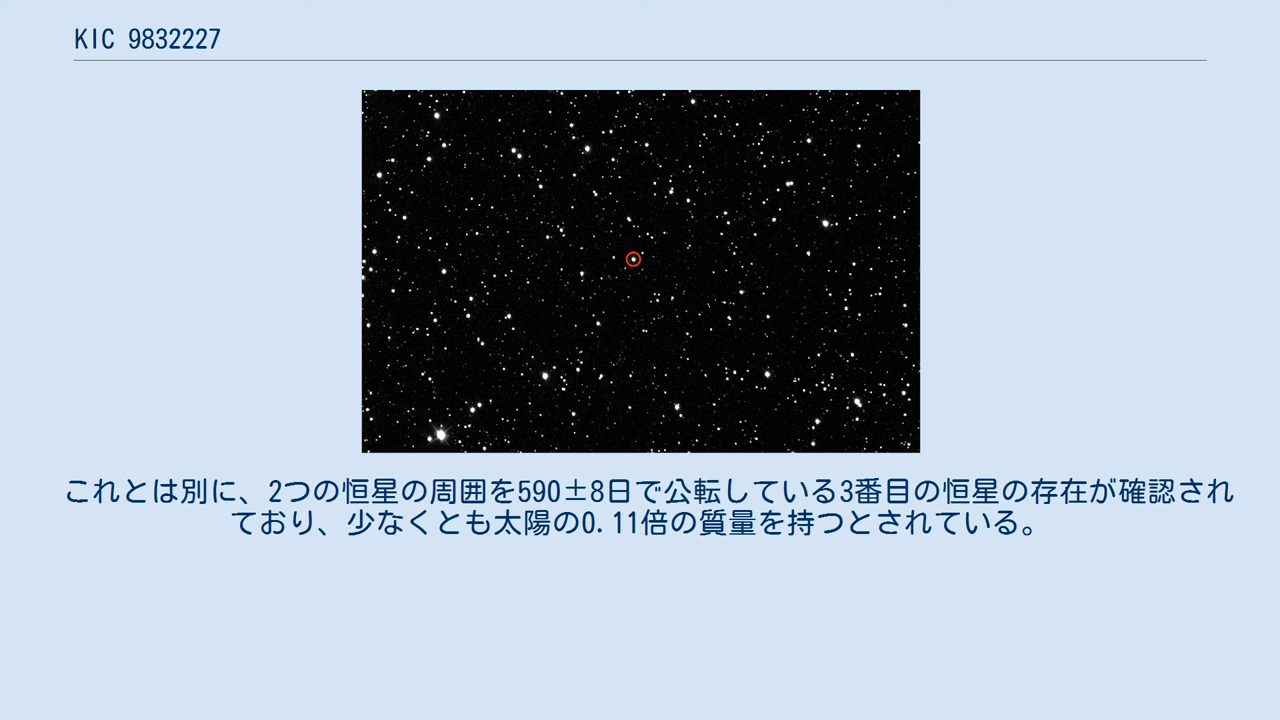 KIC 9832227
これとは別に、2つの恒星の周囲を590±8日で公転している3番目の恒星の存在が確認され
ており、少なくとも太陽の0.11倍の質量を持つとされている。